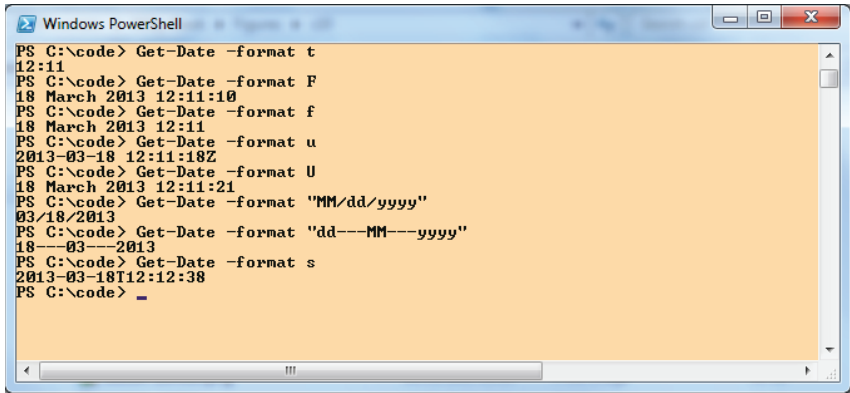 Windows PowerShell
PS C:\code> Get-Date -format t
12:11
PS C:\code> Get-Date -format F
18 March 2013 12:11:10
PS C:\code> Get-Date -format f
18 March 2013 12:11
PS C:\code> Get-Date -format u
2013-03-18 12:11:18Z
PS C:\code> Get-Date -format U
18 March 2013 12:11:21
PS C:\code> Get-Date -format "MM/dd/yyyy"
03/18/2013
PS C:\code> Get-Date -format "dd---MM---yyyy"
18---03---2013
PS C:\code> Get-Date -format s
2013-03-18T12:12:38
PS C:\code> _